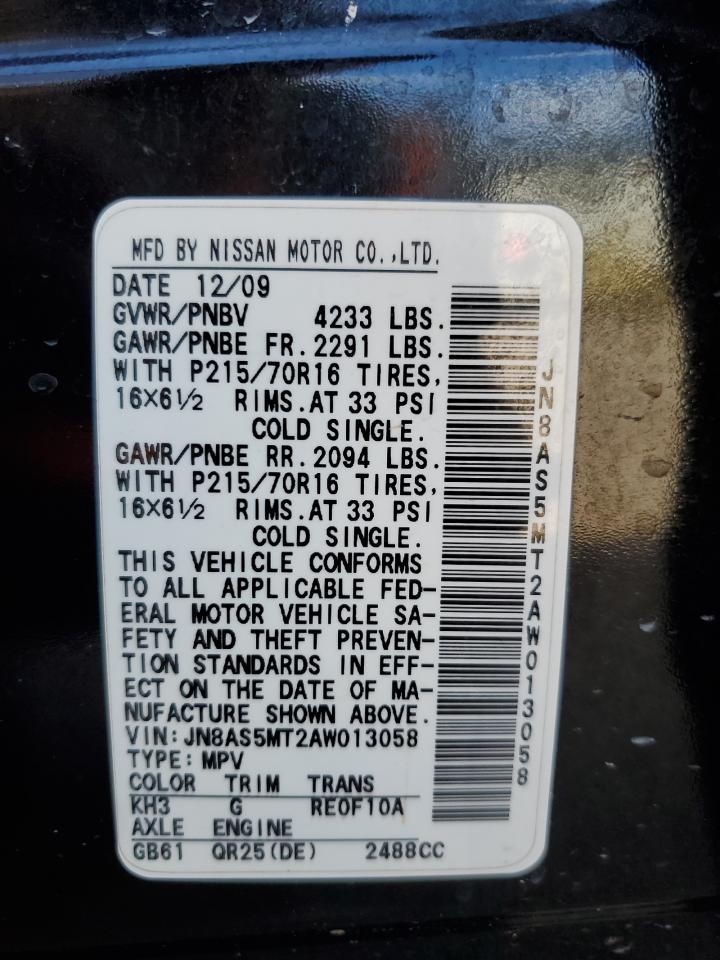 MFD BY NISSAN MOTOR CO.,LTD.
DATE 12/09
GVWR/PNBV 4233 LBS.
GAWR/PNBE FR.2291 LBS.
WITH P215/70R16 TIRES,
16X6½ RIMS.AT 33 PSI
COLD SINGLE.
GAWR/PNBE RR.2094 LBS.
WITH P215/70R16 TIRES,
16X6½ RIMS.AT 33 PSI
COLD SINGLE.
THIS VEHICLE CONFORMS
TO ALL APPLICABLE FED-
ERAL MOTOR VEHICLE SA-
FETY AND THEFT PREVEN-
TION STANDARDS IN EFF-
ECT ON THE DATE OF MA-
NUFACTURE SHOWN ABOVE.
VIN:JN8AS5MT2AW013058
TYPE:MPV
COLOR TRIM TRANS
KH3 G RE0F10A
AXLE ENGINE
GB61 QR25(DE) 2488CC
JN8AS5MT2AW013058